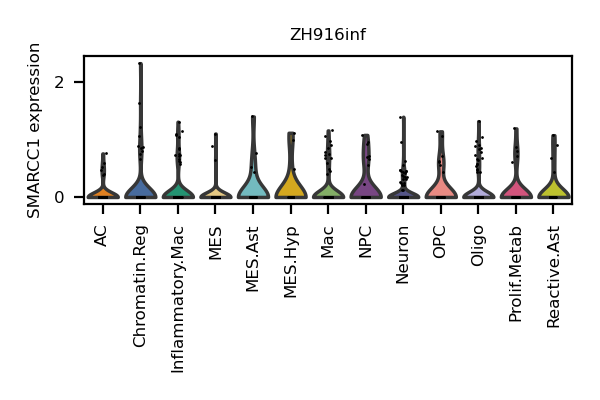 ZH916inf
SMARCC1 expression
2
0
AC
Chromatin.Reg
Inflammatory.Mac
MES
MES.Ast
MES.Hyp
Mac
NPC
Neuron
OPC
Oligo
Prolif.Metab
Reactive.Ast